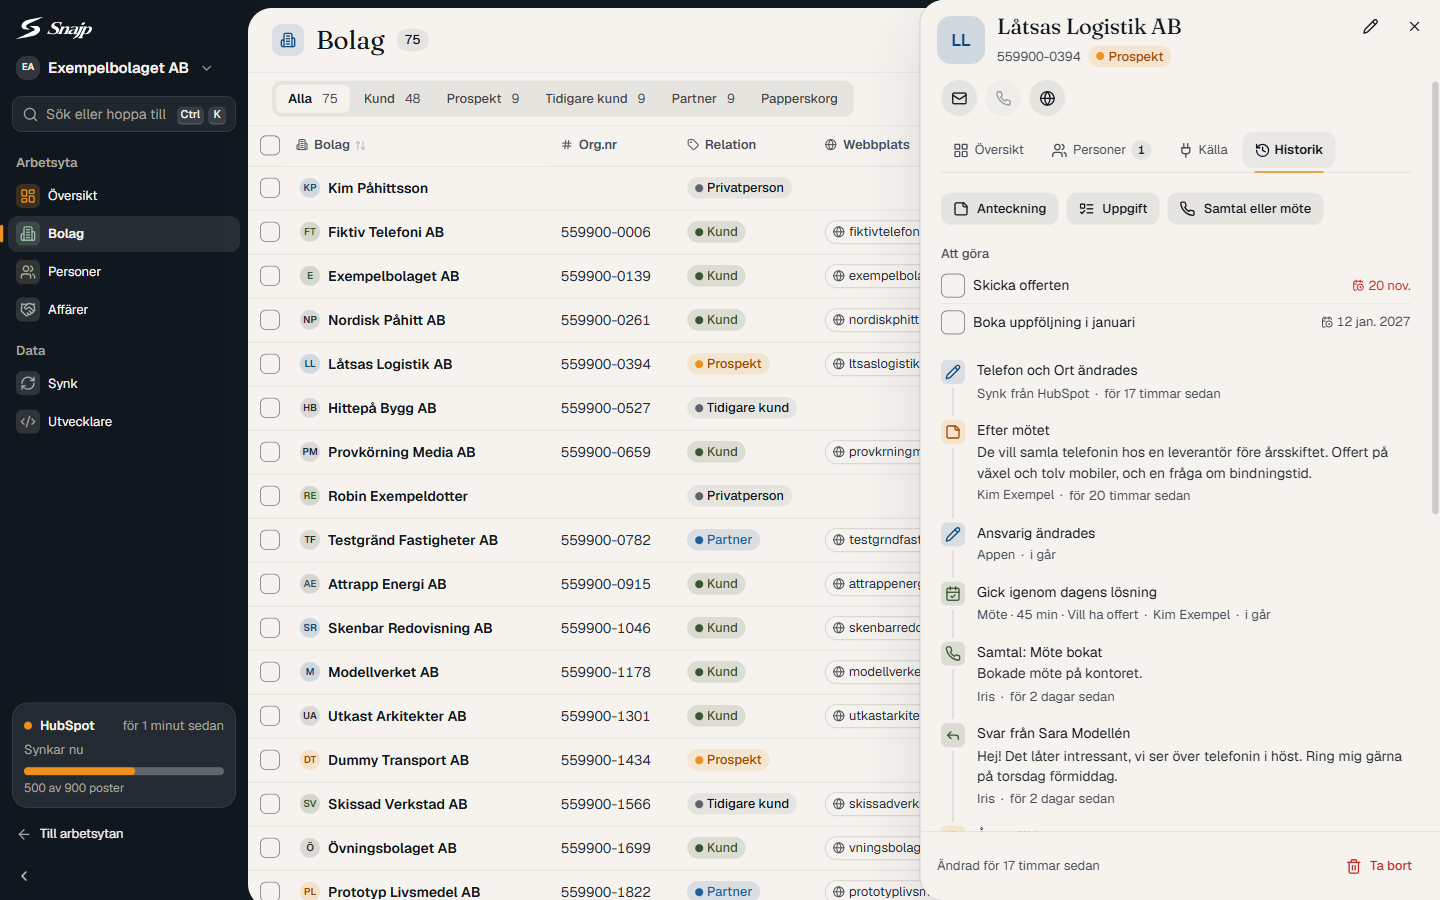 Snajp
EA Exempelbolaget AB
Sök eller hoppa till Ctrl K
Arbetsyta
Översikt
Bolag
Personer
Affärer
Data
Synk
Utvecklare
HubSpot för 1 minut sedan
Synkar nu
500 av 900 poster
Till arbetsytan
Bolag 75
Alla 75 Kund 48 Prospekt 9 Tidigare kund 9 Partner 9 Papperskorg
Bolag # Org.nr Relation Webbplats
KP Kim Påhittsson Privatperson
FT Fiktiv Telefoni AB 559900-0006 Kund fiktivtelefon
E Exempelbolaget AB 559900-0139 Kund exempelbola
NP Nordisk Påhitt AB 559900-0261 Kund nordiskphitt
LL Låtsas Logistik AB 559900-0394 Prospekt ltsaslogistik
HB Hittepå Bygg AB 559900-0527 Tidigare kund
PM Provkörning Media AB 559900-0659 Kund provkrningm
RE Robin Exempeldotter Privatperson
TF Testgränd Fastigheter AB 559900-0782 Partner testgrndfast
AE Attrapp Energi AB 559900-0915 Kund attrappenerg
SR Skenbar Redovisning AB 559900-1046 Kund skenbarredo
M Modellverket AB 559900-1178 Kund modellverke
UA Utkast Arkitekter AB 559900-1301 Kund utkastarkite
DT Dummy Transport AB 559900-1434 Prospekt
SV Skissad Verkstad AB 559900-1566 Tidigare kund skissadverk
Ö Övningsbolaget AB 559900-1699 Kund vningsbolag
PL Prototyp Livsmedel AB 559900-1822 Partner prototyplivsm
LL Låtsas Logistik AB
559900-0394 Prospekt
Översikt Personer 1 Källa Historik
Anteckning Uppgift Samtal eller möte
Att göra
Skicka offerten 20 nov.
Boka uppföljning i januari 12 jan. 2027
Telefon och Ort ändrades
Synk från HubSpot · för 17 timmar sedan
Efter mötet
De vill samla telefonin hos en leverantör före årsskiftet. Offert på
växel och tolv mobiler, och en fråga om bindningstid.
Kim Exempel · för 20 timmar sedan
Ansvarig ändrades
Appen · i går
Gick igenom dagens lösning
Möte · 45 min · Vill ha offert · Kim Exempel · i går
Samtal: Möte bokat
Bokade möte på kontoret.
Iris · för 2 dagar sedan
Svar från Sara Modellén
Hej! Det låter intressant, vi ser över telefonin i höst. Ring mig gärna
på torsdag förmiddag.
Iris · för 2 dagar sedan
Ändrad för 17 timmar sedan Ta bort